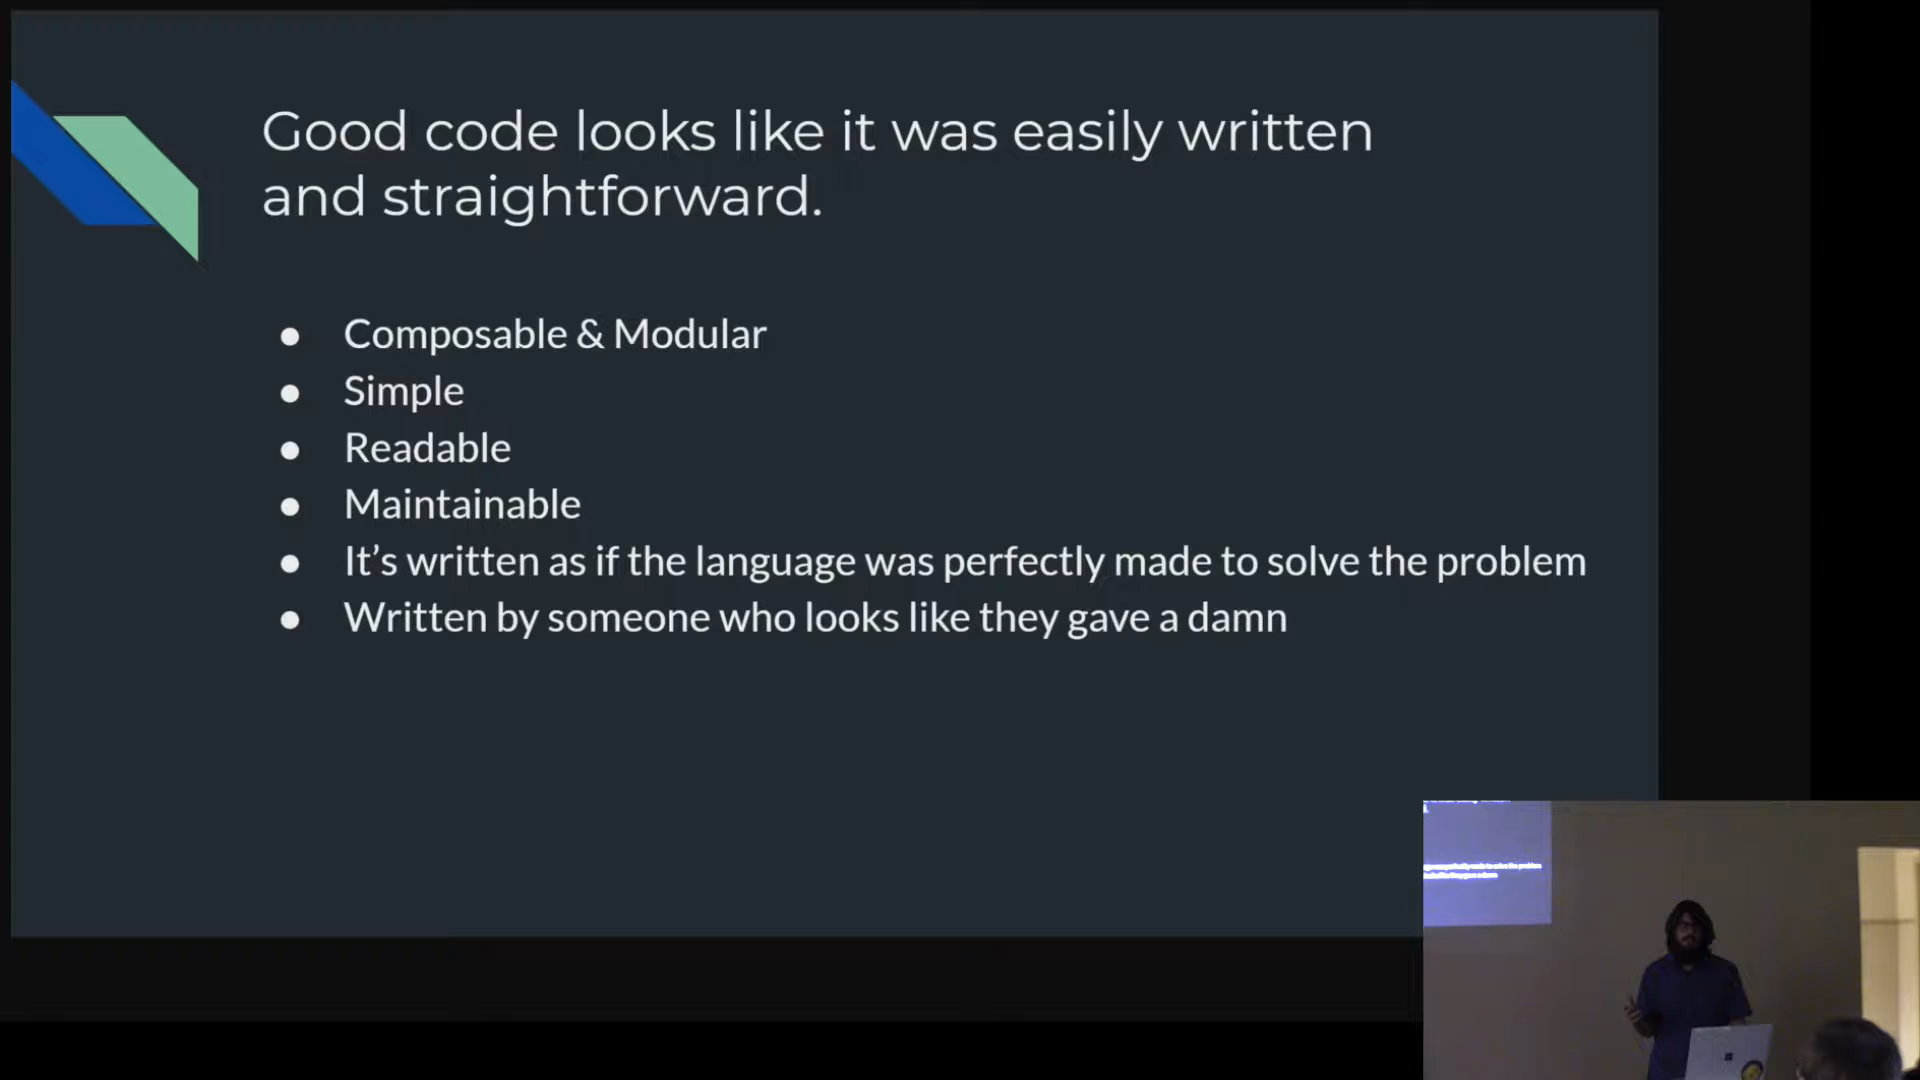 Good code looks like it was easily written
and straightforward.
● Composable & Modular
● Simple
● Readable
● Maintainable
● It’s written as if the language was perfectly made to solve the problem
● Written by someone who looks like they gave a damn